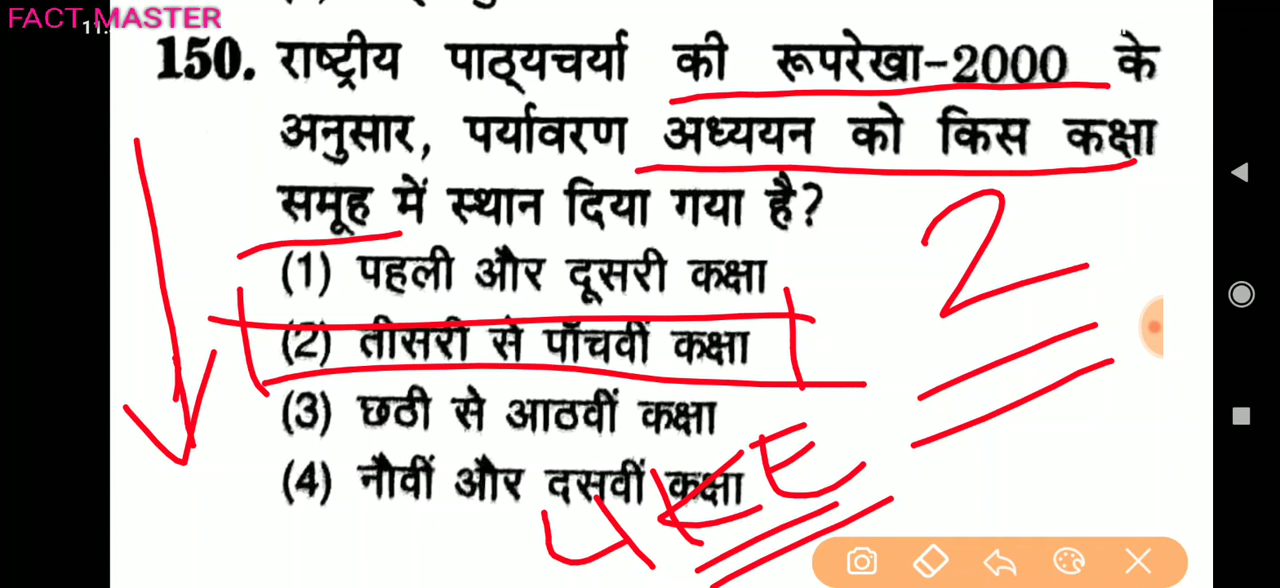 FACT MASTER
11.
150. राष्ट्रीय पाठ्यचर्या की रूपरेखा-2000 के
अनुसार, पर्यावरण अध्ययन को किस कक्षा
समूह में स्थान दिया गया है?
2
(1) पहली और दूसरी कक्षा
(2) तीसरी से पाँचवीं कक्षा
(3) छठी से आठवीं कक्षा
(4) नौवीं और दसवीं कक्षा